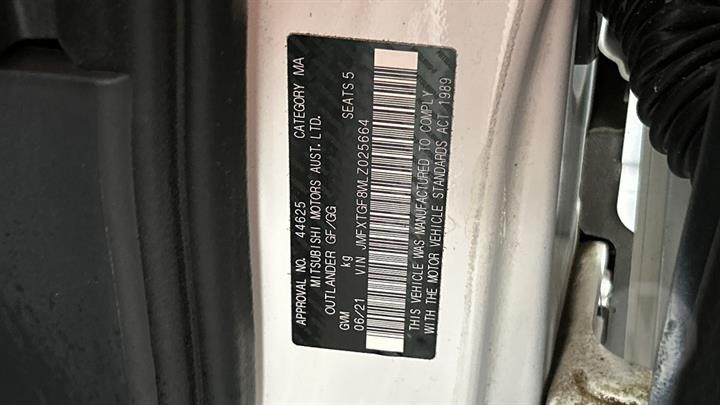 APPROVAL NO. 44625 CATEGORY MA
MITSUBISHI MOTORS AUST. LTD.
OUTLANDER GF/GG
GVM kg SEATS 5
06/21 VIN JMFXTGF8WLZ025664
THIS VEHICLE WAS MANUFACTURED TO COMPLY
WITH THE MOTOR VEHICLE STANDARDS ACT 1989